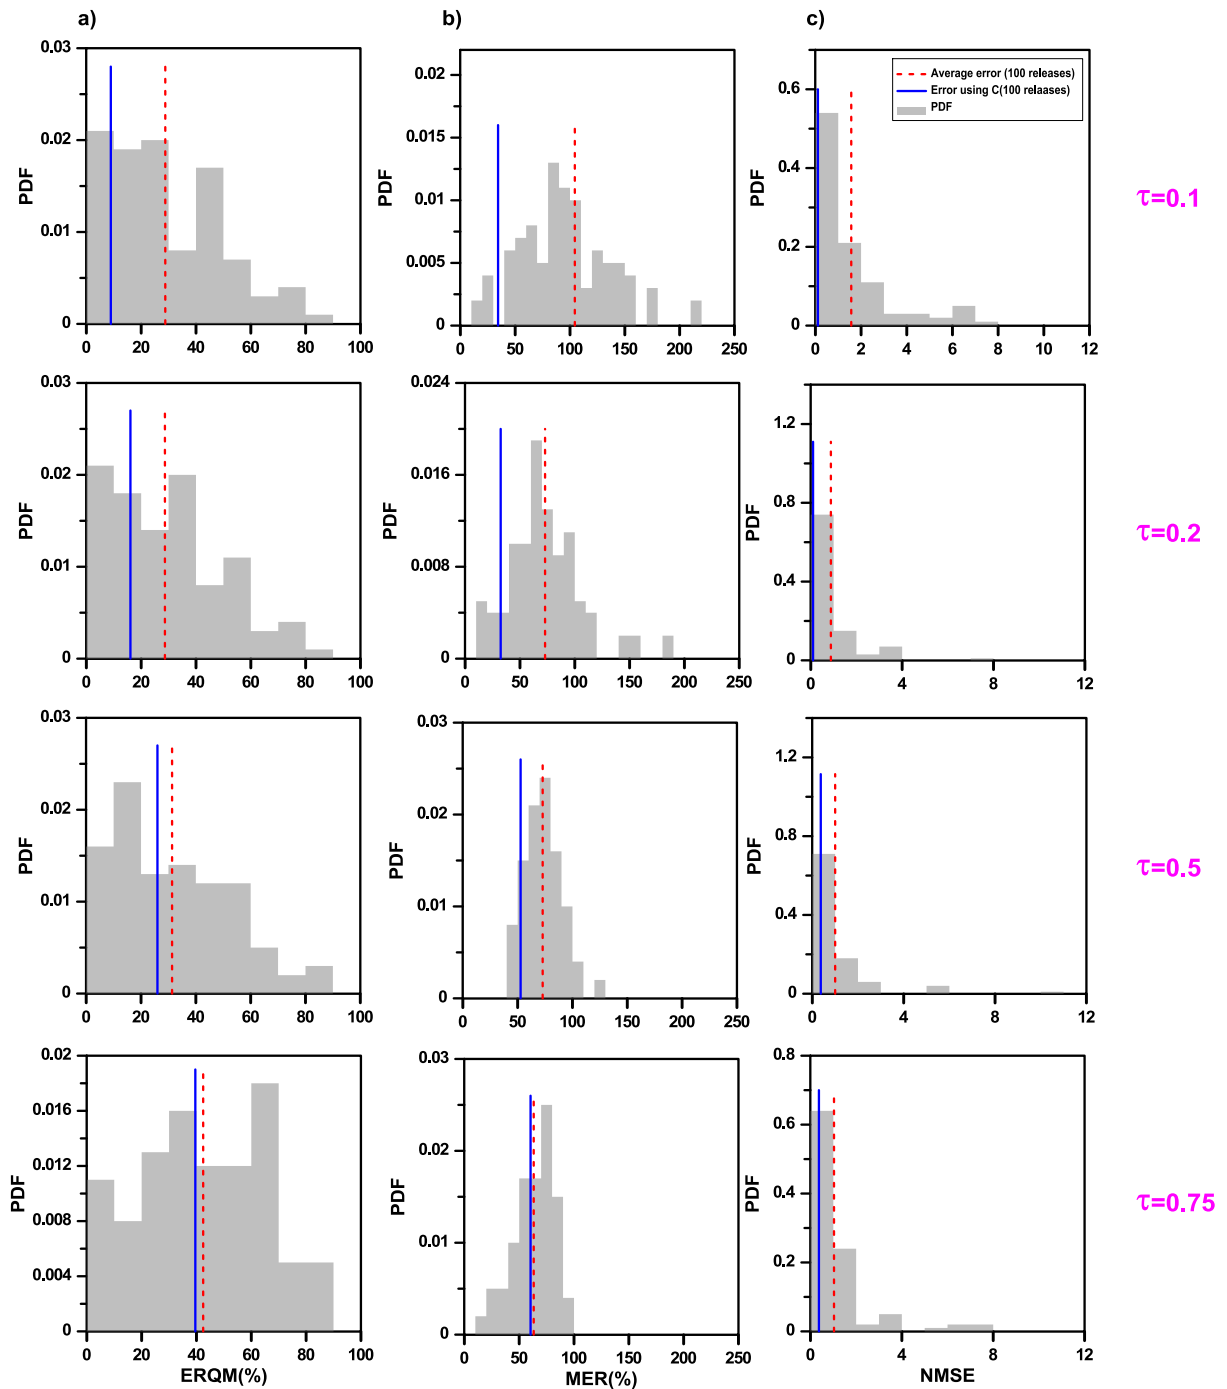 a) b) c)
0.03 0.02 0.01 0
PDF
0 20 40 60 80 100
0.02 0.015 0.01 0.005 0
PDF
0 50 100 150 200 250
0.6 0.4 0.2 0
PDF
0 2 4 6 8 10 12
Average error (100 releases)
Error using C(100 relaases)
PDF
τ=0.1
0.03 0.02 0.01 0
PDF
0 20 40 60 80 100
0.024 0.016 0.008 0
PDF
0 50 100 150 200 250
1.2 0.8 0.4 0
PDF
0 4 8 12
τ=0.2
0.03 0.02 0.01 0
PDF
0 20 40 60 80 100
0.03 0.02 0.01 0
PDF
0 50 100 150 200 250
1.2 0.8 0.4 0
PDF
0 4 8 12
τ=0.5
0.02 0.016 0.012 0.008 0.004 0
PDF
0 20 40 60 80 100
ERQM(%)
0.03 0.02 0.01 0
PDF
0 50 100 150 200 250
MER(%)
0.8 0.6 0.4 0.2 0
PDF
0 4 8 12
NMSE
τ=0.75